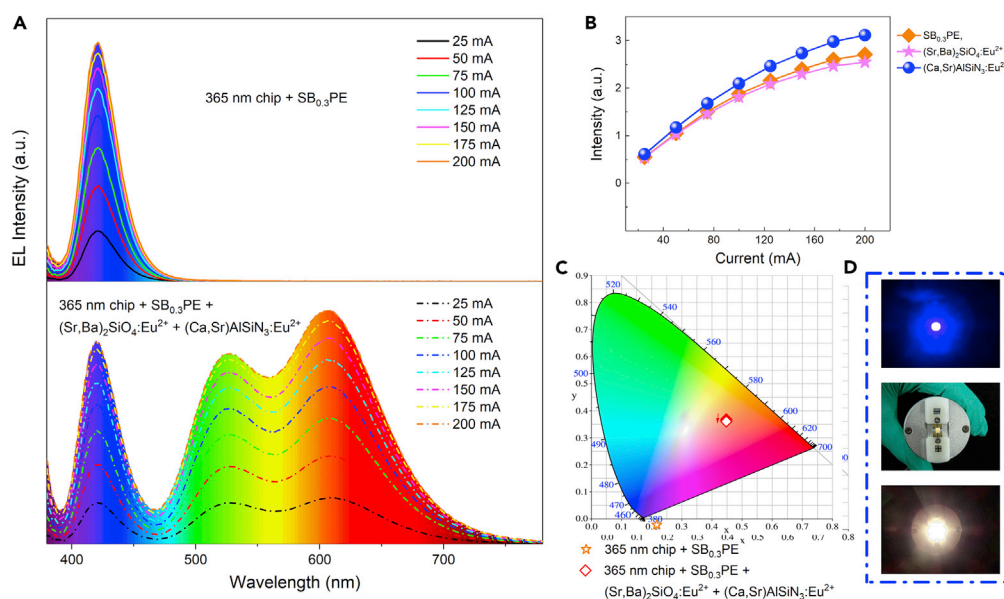 A
EL Intensity (a.u.)
365 nm chip + SB0.3PE
25 mA
50 mA
75 mA
100 mA
125 mA
150 mA
175 mA
200 mA
365 nm chip + SB0.3PE +
(Sr,Ba)2SiO4:Eu2+ + (Ca,Sr)AlSiN3:Eu2+
25 mA
50 mA
75 mA
100 mA
125 mA
150 mA
175 mA
200 mA
400 500 600 700
Wavelength (nm)
B
Intensity (a.u.)
3
2
1
0
40 80 120 160 200
Current (mA)
SB0.3PE,
(Sr,Ba)2SiO4:Eu2+
(Ca,Sr)AlSiN3:Eu2
C
0.9
0.8
0.7
0.6
0.5
y
0.4
0.3
0.2
0.1
0.0
0.0 0.1 0.2 0.3 0.4 0.5 0.6 0.7 0.8
x
520
540
560
500
580
600
620
700
490
480
470
460
380
365 nm chip + SB0.3PE
365 nm chip + SB0.3PE +
(Sr,Ba)2SiO4:Eu2+ + (Ca,Sr)AlSiN3:Eu2+
D